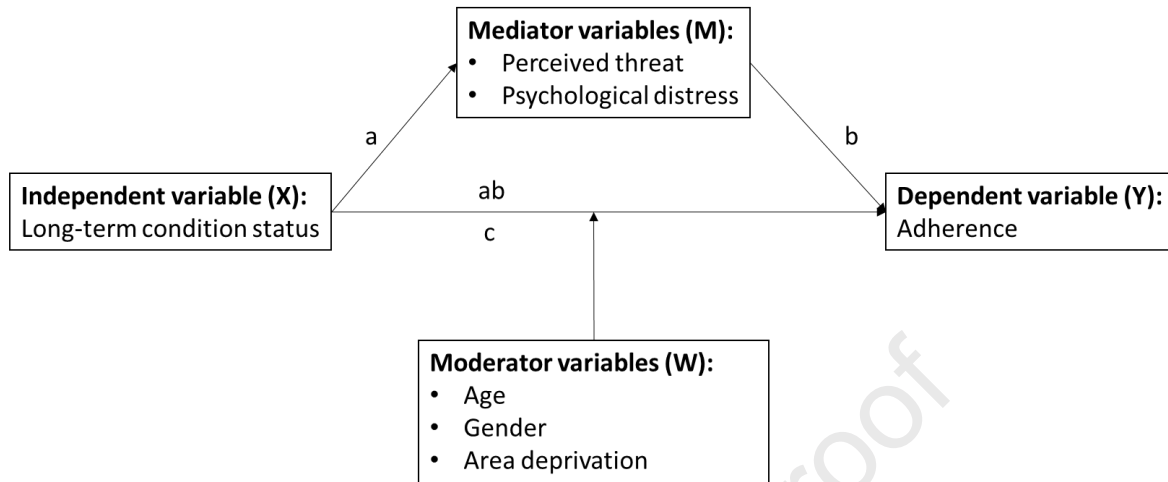 Mediator variables (M):
• Perceived threat
• Psychological distress
a
b
Independent variable (X):
Long-term condition status
ab
c
Dependent variable (Y):
Adherence
Moderator variables (W):
• Age
• Gender
• Area deprivation
roof